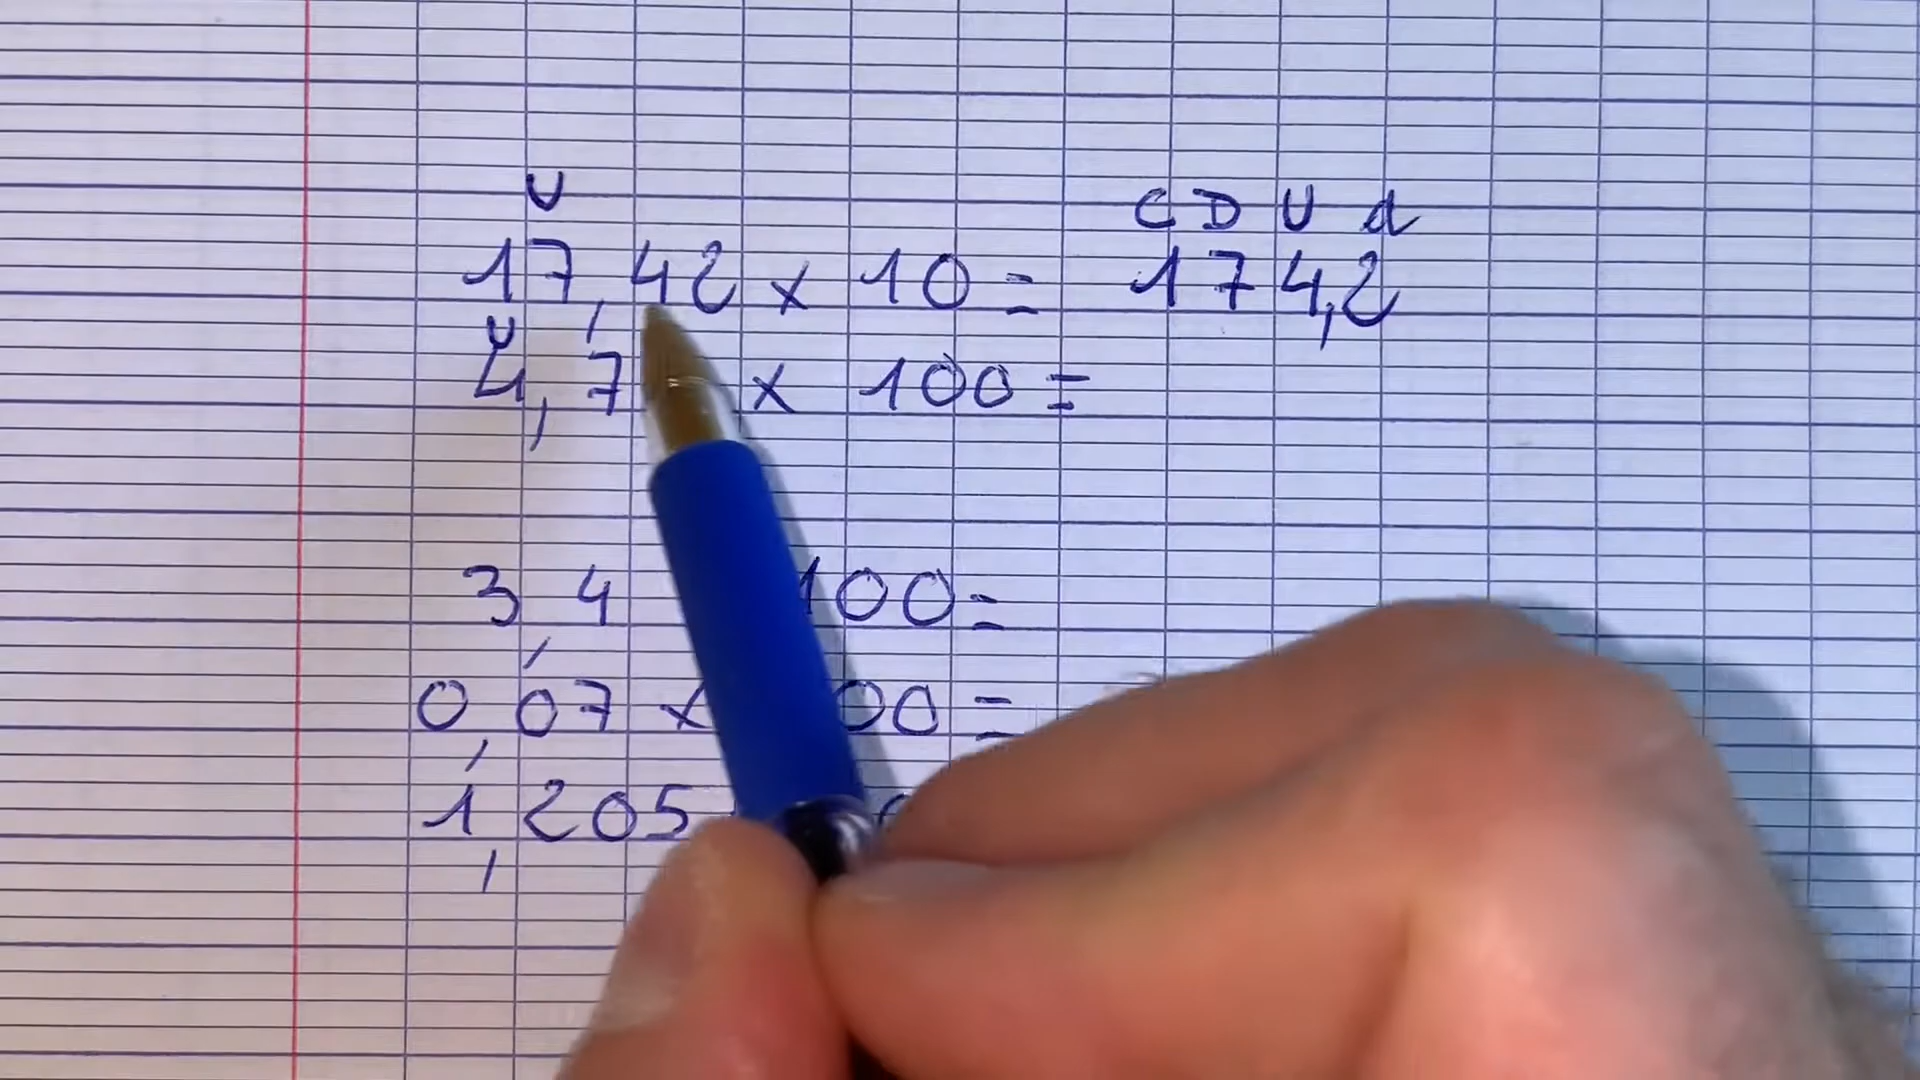 U C D U d
17,42 x 10 = 174,2
U
4,7 x 100 =
3,4 100=
0,07 x 00 =
1,205